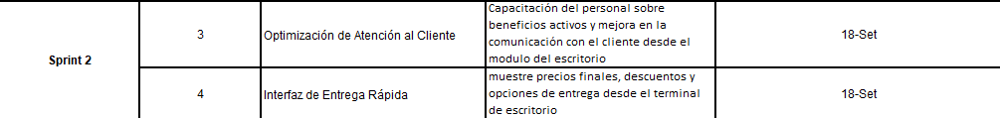 Sprint 2
3
Optimización de Atención al Cliente
Capacitación del personal sobre
beneficios activos y mejora en la
comunicación con el cliente desde el
modulo del escritorio
18-Set
4
Interfaz de Entrega Rápida
muestre precios finales, descuentos y
opciones de entrega desde el terminal
de escritorio
18-Set